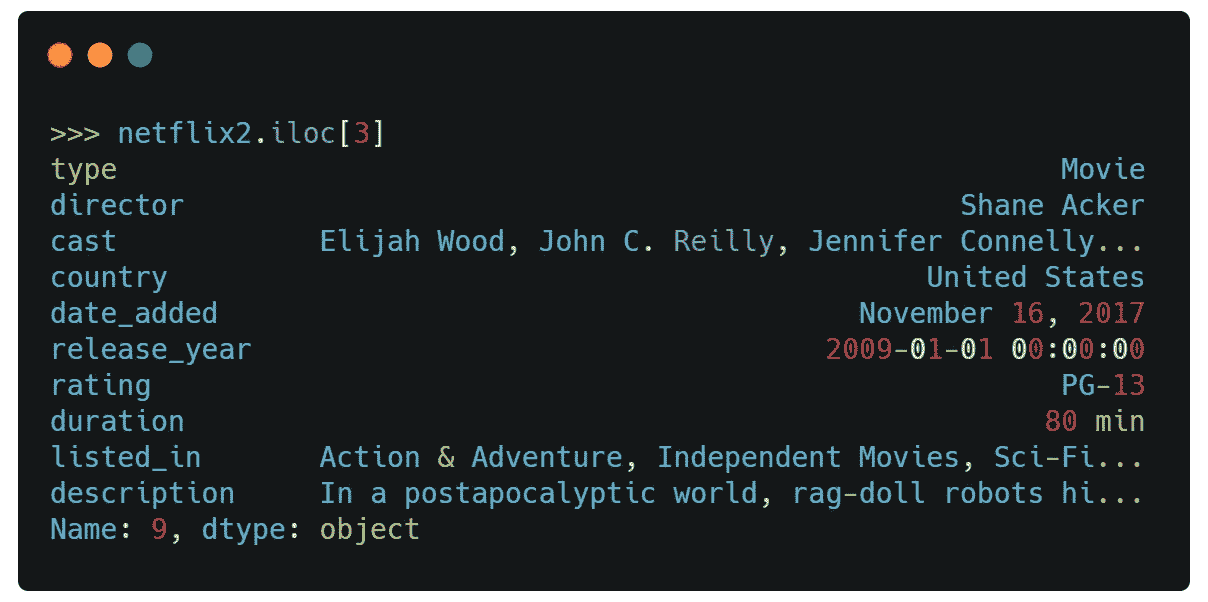 >>> netflix2.iloc[3]
type Movie
director Shane Acker
cast Elijah Wood, John C. Reilly, Jennifer Connelly...
country United States
date_added November 16, 2017
release_year 2009-01-01 00:00:00
rating PG-13
duration 80 min
listed_in Action & Adventure, Independent Movies, Sci-Fi...
description In a postapocalyptic world, rag-doll robots hi...
Name: 9, dtype: object